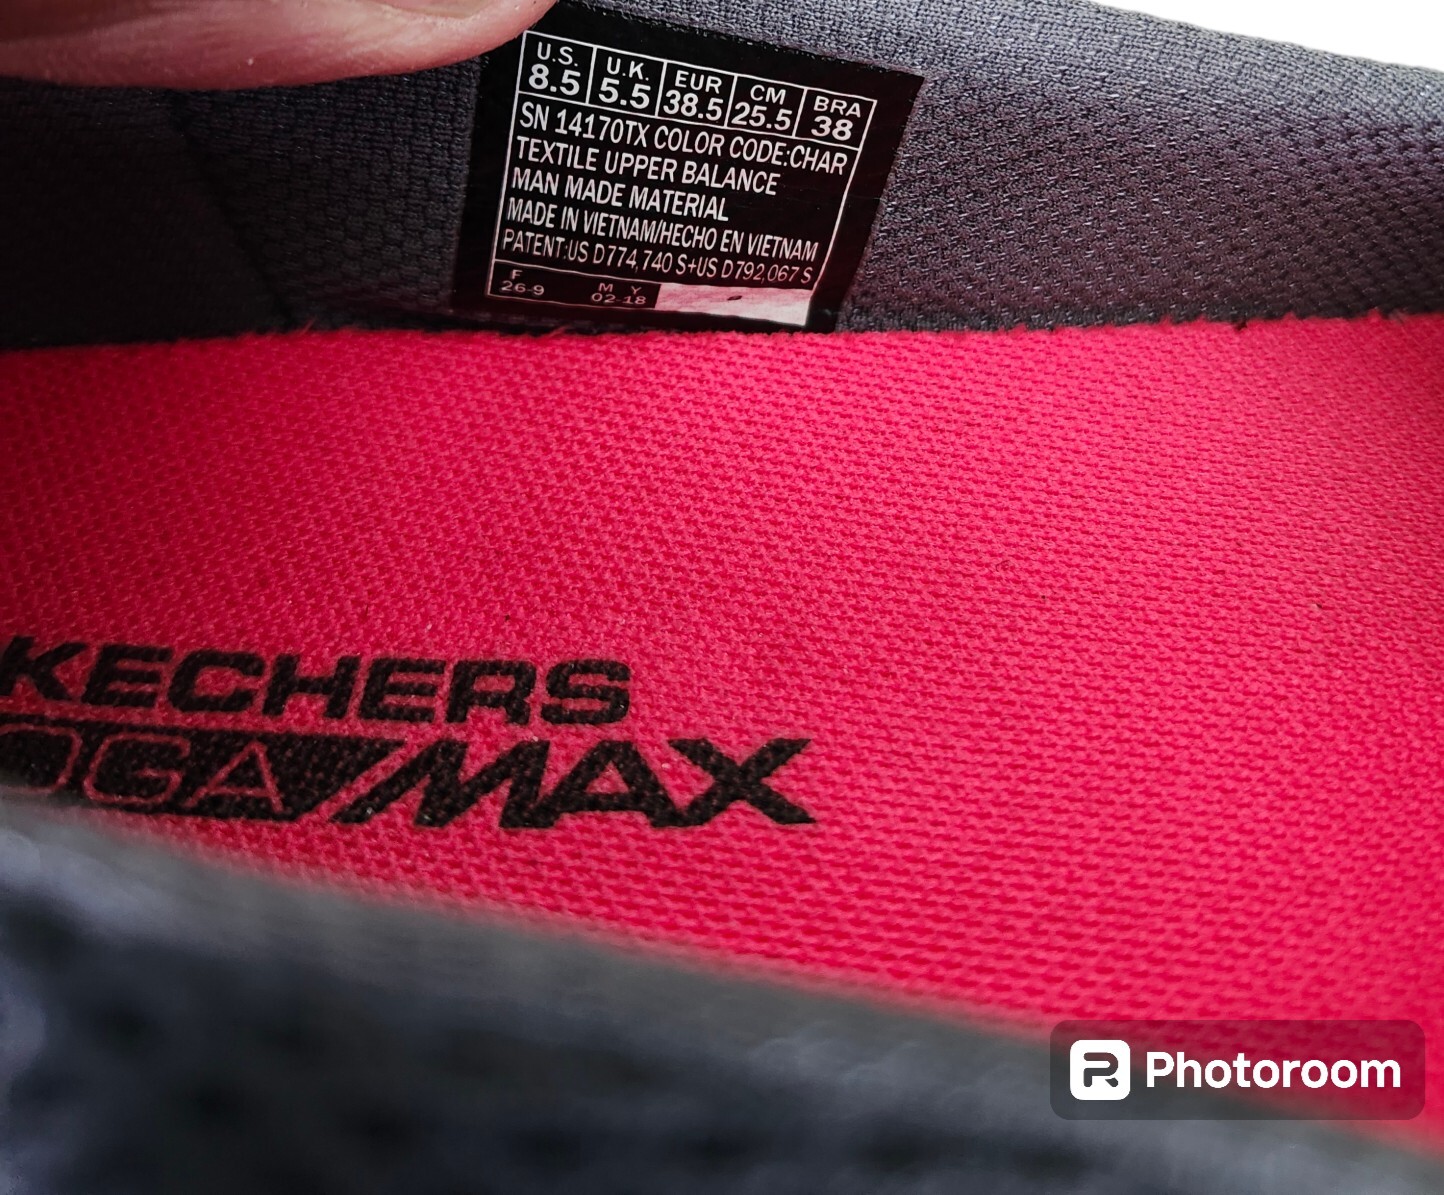 U.S. U.K. EUR CM BRA
8.5 5.5 38.5 25.5 38
SN 14170TX COLOR CODE:CHAR
TEXTILE UPPER BALANCE
MAN MADE MATERIAL
MADE IN VIETNAM/HECHO EN VIETNAM
PATENT:US D774,740 S+US D792,067 S
F M Y
26-9 02-18
KECHERS
OGA MAX
Photoroom